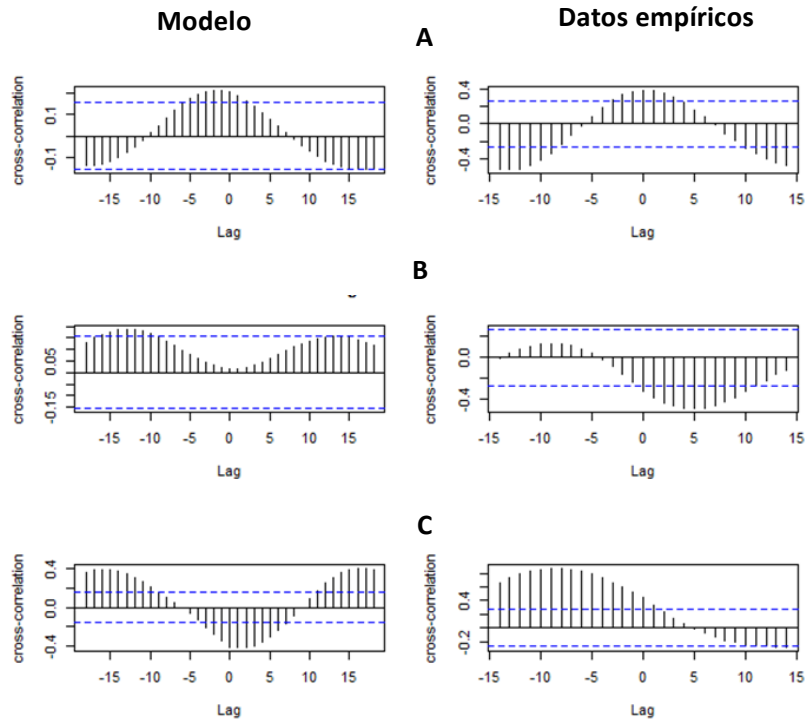 Modelo
Datos empíricos
A
cross-correlation
-0.1
0.1
-15 -10 -5 0 5 10 15
Lag
cross-correlation
-0.4
0.0
0.4
-15 -10 -5 0 5 10 15
Lag
B
cross-correlation
-0.15
0.05
-15 -10 -5 0 5 10 15
Lag
cross-correlation
-0.4
0.0
-15 -10 -5 0 5 10 15
Lag
C
cross-correlation
-0.4
0.0
0.4
-15 -10 -5 0 5 10 15
Lag
cross-correlation
-0.2
0.4
-15 -10 -5 0 5 10 15
Lag